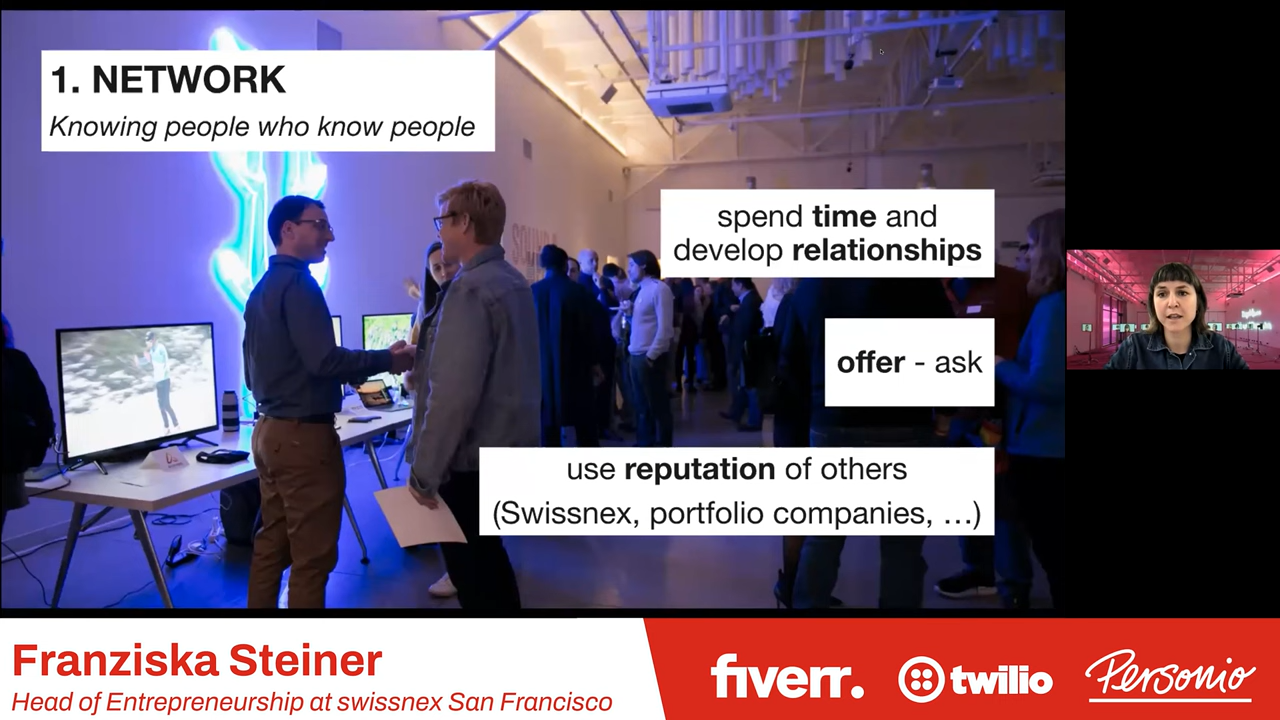 1. NETWORK
Knowing people who know people
spend time and
develop relationships
offer - ask
use reputation of others
(Swissnex, portfolio companies, …)
Franziska Steiner
Head of Entrepreneurship at swissnex San Francisco
fiverr.
twilio
Personio